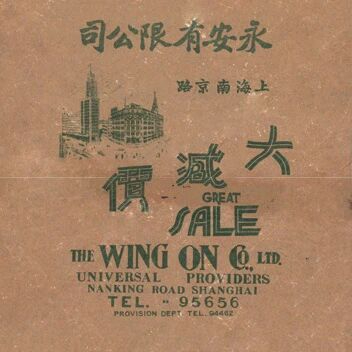 永安有限公司
上海南京路
大減價
GREAT
SALE
THE WING ON CO., LTD.
UNIVERSAL PROVIDERS
NANKING ROAD SHANGHAI
TEL. 95656
PROVISION DEPT. TEL. 94462